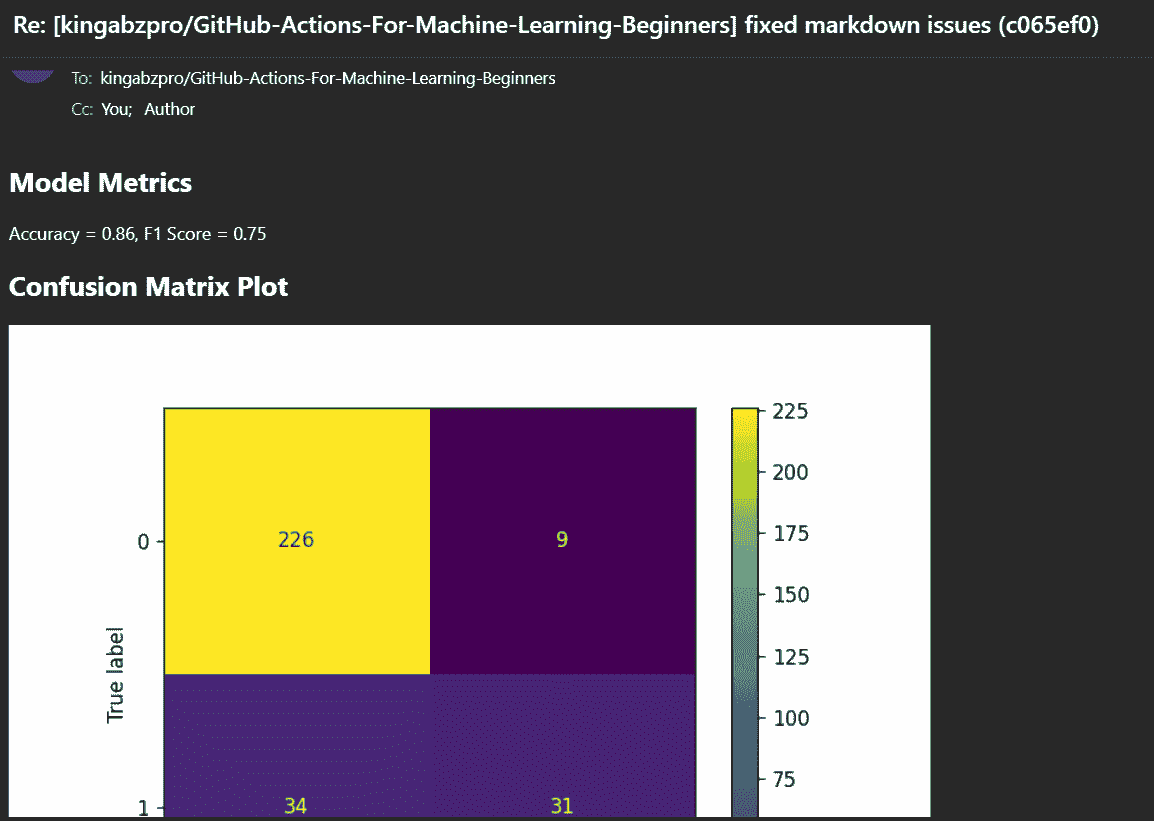 Re: [kingabzpro/GitHub-Actions-For-Machine-Learning-Beginners] fixed markdown issues (c065ef0)
To: kingabzpro/GitHub-Actions-For-Machine-Learning-Beginners
Cc: You; Author
Model Metrics
Accuracy = 0.86, F1 Score = 0.75
Confusion Matrix Plot
225
200
0
226
9
175
150
True label
125
100
75
1
34
31